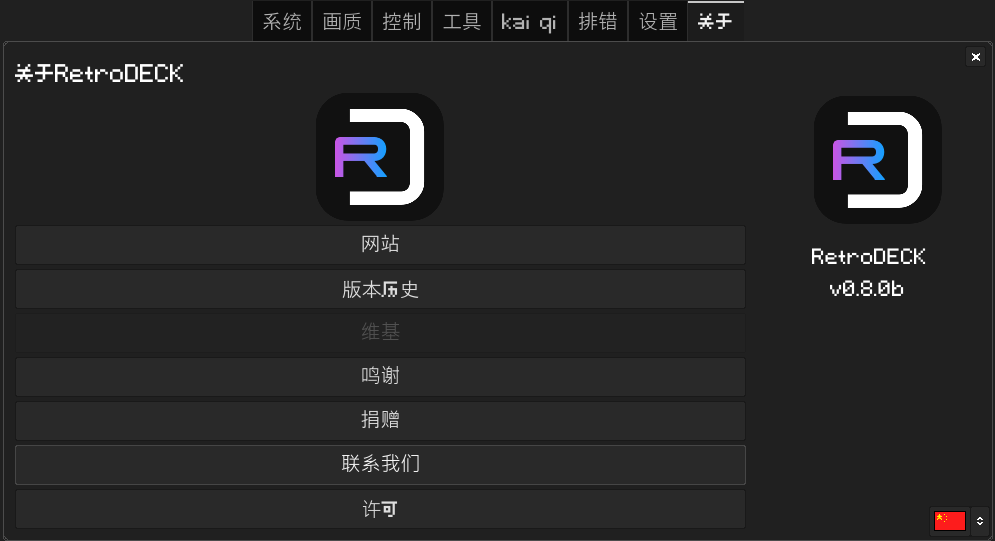 系统 画质 控制 工具 kai qi 排错 设置 关于
关于RetroDECK
网站
版本历史
维基
鸣谢
捐赠
联系我们
许可
RetroDECK
v0.8.0b